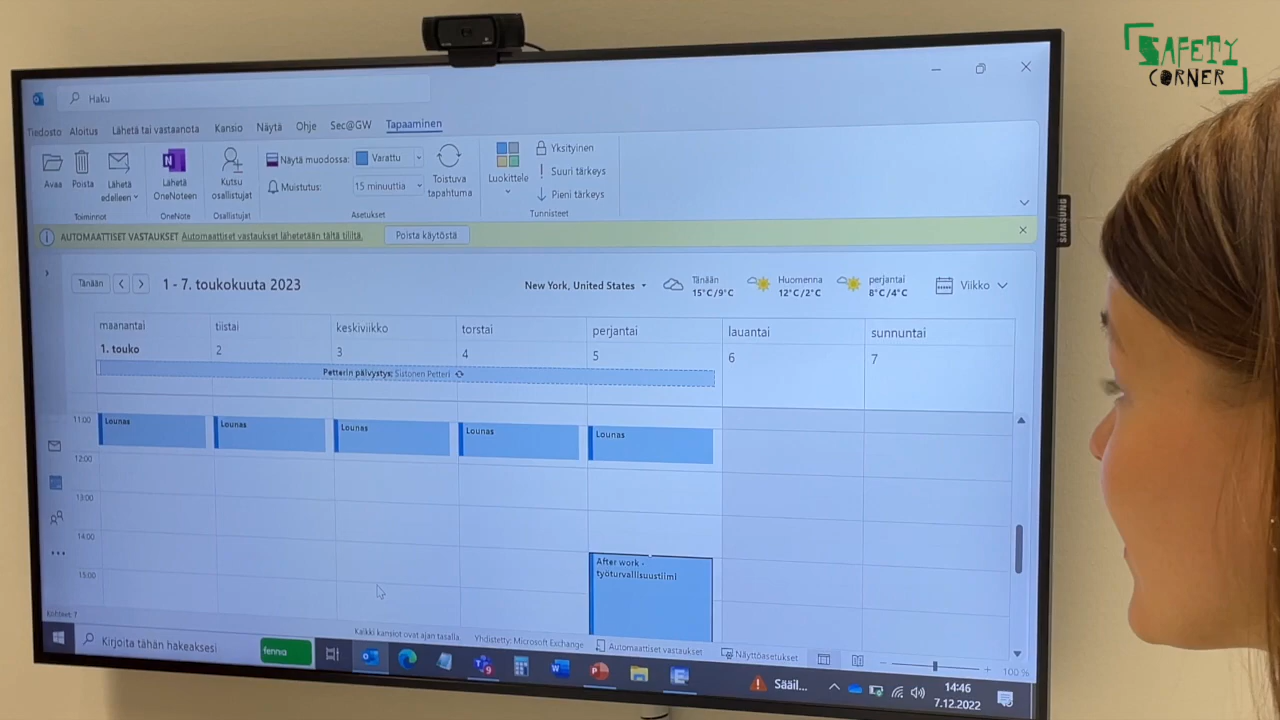 SAFETY
CORNER
Haku
Tiedosto Aloitus Lähetä tai vastaanota Kansio Näytä Ohje Sec@GW Tapaaminen
Avaa Poista Lähetä edelleen
Lähetä OneNoteen
Kutsu osallistujat
Näytä muodossa: Varattu
Muistutus: 15 minuuttia
Toistuva tapahtuma
Luokittele
Yksityinen
Suuri tärkeys
Pieni tärkeys
Toiminnot OneNote Osallistujat Asetukset Tunnisteet
SAMSUNG
AUTOMAATTISET VASTAUKSET Automaattiset vastaukset lähetetään tältä tililtä. Poista käytöstä
Tänään 1 - 7. toukokuuta 2023 New York, United States
Tänään 15°C/9°C
Huomenna 12°C/2°C
perjantai 8°C/4°C
Viikko
maanantai tiistai keskiviikko torstai perjantai lauantai sunnuntai
1. touko 2 3 4 5 6 7
Petterin päivystys; Sistonen Petteri
11:00 Lounas Lounas Lounas Lounas Lounas
12:00
13:00
14:00
After work -
työturvallisuustiimi
15:00
Kohteet: 7
Kaikki kansiot ovat ajan tasalla. Yhdistetty: Microsoft Exchange Automaattiset vastaukset Näyttöasetukset 100 %
Kirjoita tähän hakeaksesi fennia
Sääil...
14:46
7.12.2022